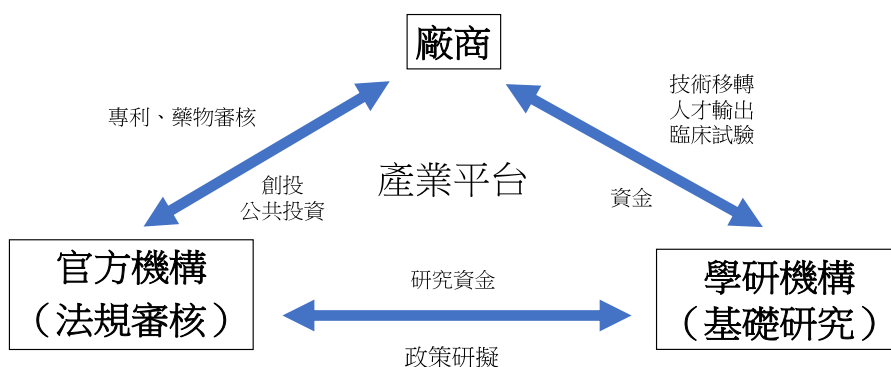 廠商
技術移轉
人才輸出
臨床試驗
專利、藥物審核
產業平台
創投
公共投資
資金
官方機構
（法規審核）
研究資金
學研機構
（基礎研究）
政策研擬